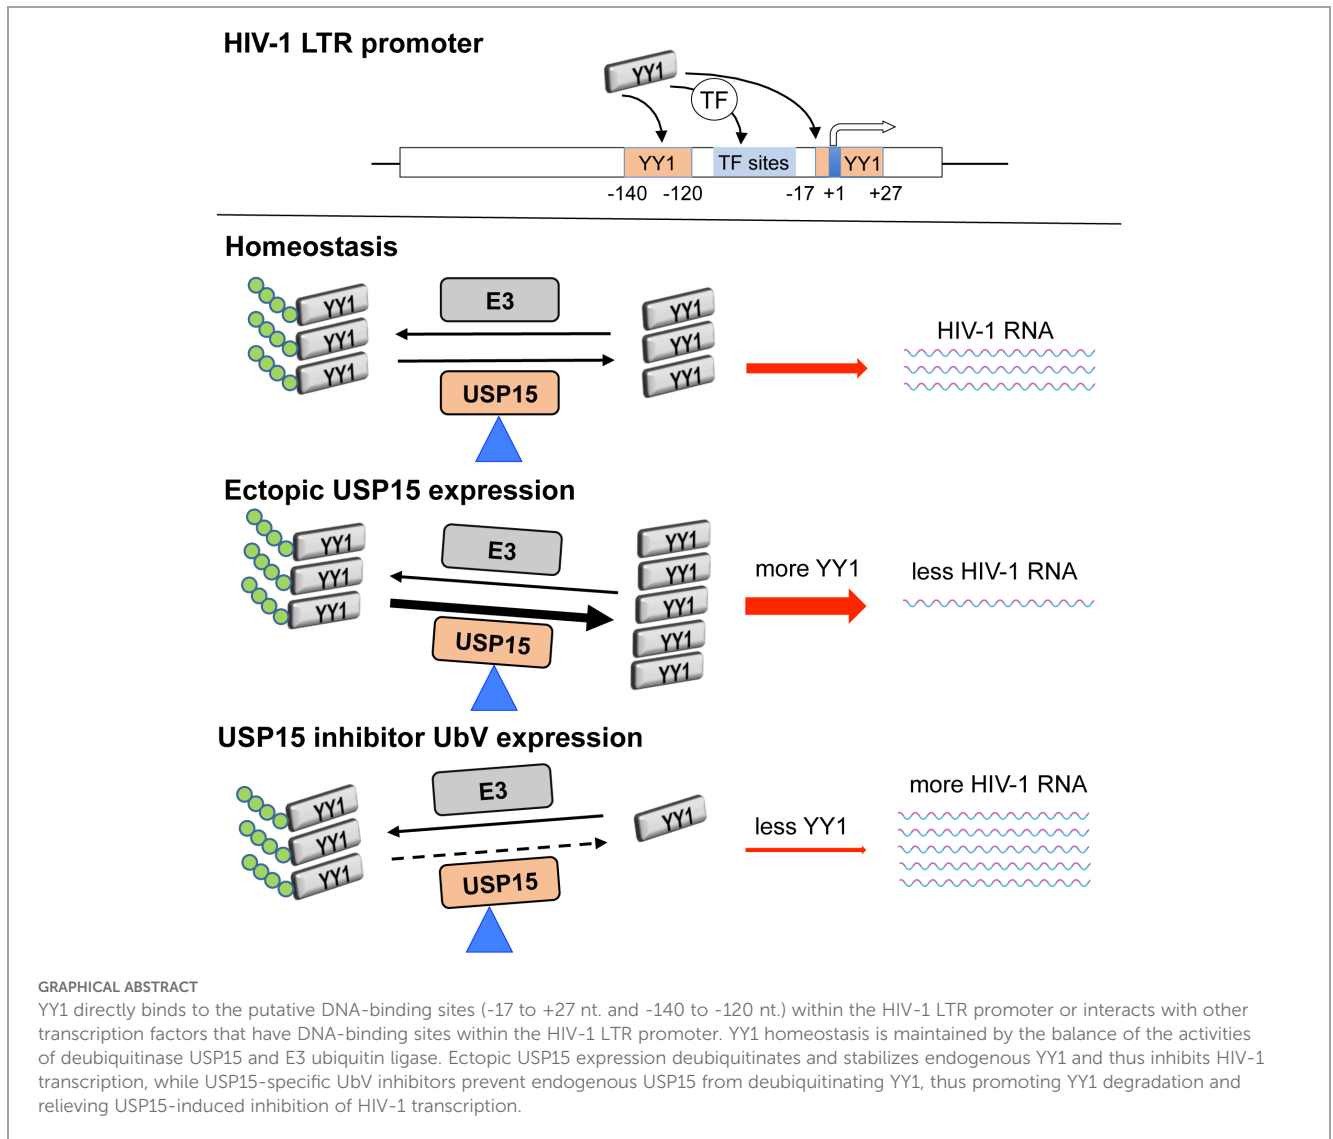 HIV-1 LTR promoter
YY1
TF
YY1 TF sites YY1
-140 -120 -17 +1 +27
Homeostasis
YY1
YY1
YY1
E3
USP15
YY1
YY1
YY1
HIV-1 RNA
Ectopic USP15 expression
YY1
YY1
YY1
E3
USP15
YY1
YY1
YY1
YY1
YY1
more YY1
less HIV-1 RNA
USP15 inhibitor UbV expression
YY1
YY1
YY1
E3
USP15
YY1
less YY1
more HIV-1 RNA
GRAPHICAL ABSTRACT
YY1 directly binds to the putative DNA-binding sites (-17 to +27 nt. and -140 to -120 nt.) within the HIV-1 LTR promoter or interacts with other
transcription factors that have DNA-binding sites within the HIV-1 LTR promoter. YY1 homeostasis is maintained by the balance of the activities
of deubiquitinase USP15 and E3 ubiquitin ligase. Ectopic USP15 expression deubiquitinates and stabilizes endogenous YY1 and thus inhibits HIV-1
transcription, while USP15-specific UbV inhibitors prevent endogenous USP15 from deubiquitinating YY1, thus promoting YY1 degradation and
relieving USP15-induced inhibition of HIV-1 transcription.